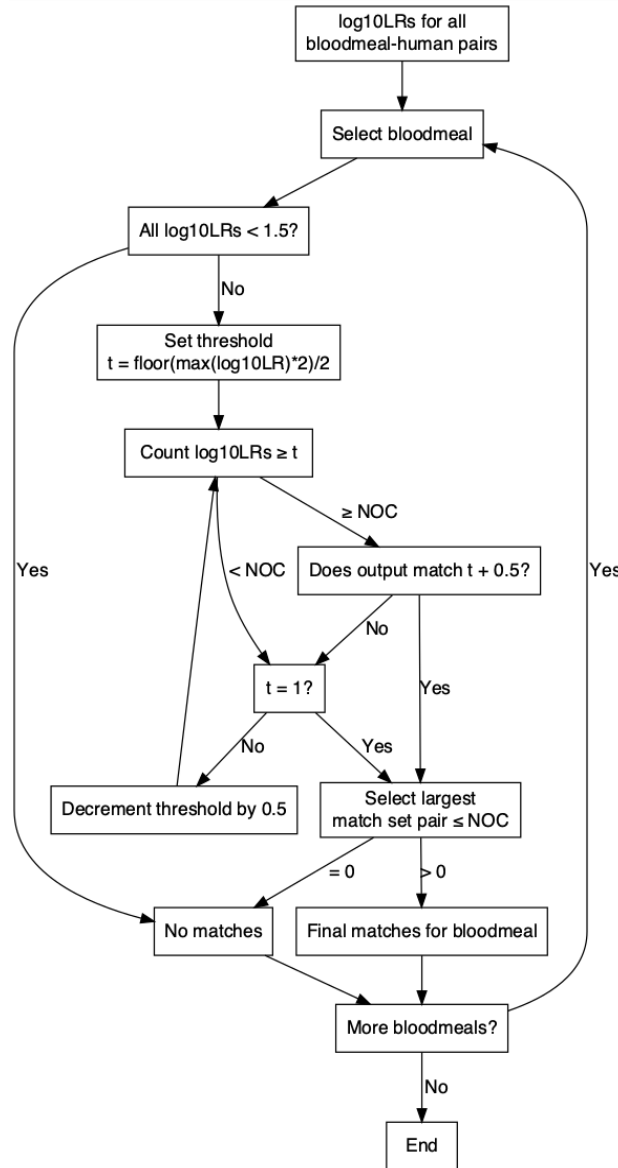 log10LRs for all
bloodmeal-human pairs
Select bloodmeal
All log10LRs < 1.5?
No
Set threshold
t = floor(max(log10LR)*2)/2
Count log10LRs ≥ t
≥ NOC
Yes
< NOC
Does output match t + 0.5?
Yes
No
t = 1?
Yes
No
Yes
Decrement threshold by 0.5
Select largest
match set pair ≤ NOC
= 0
> 0
No matches
Final matches for bloodmeal
More bloodmeals?
No
End